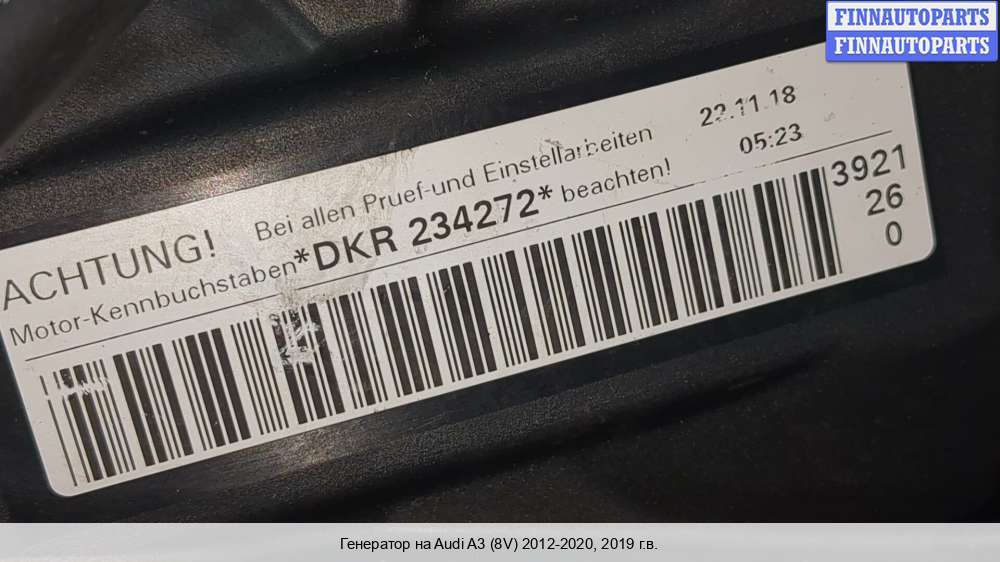 FINNAUTOPARTS
FINNAUTOPARTS
ACHTUNG!
Bei allen Pruef-und Einstellarbeiten
22.11.18
Motor-Kennbuchstaben*DKR 234272* beachten!
05:23
3921
26
0
Генератор на Audi A3 (8V) 2012-2020, 2019 г.в.